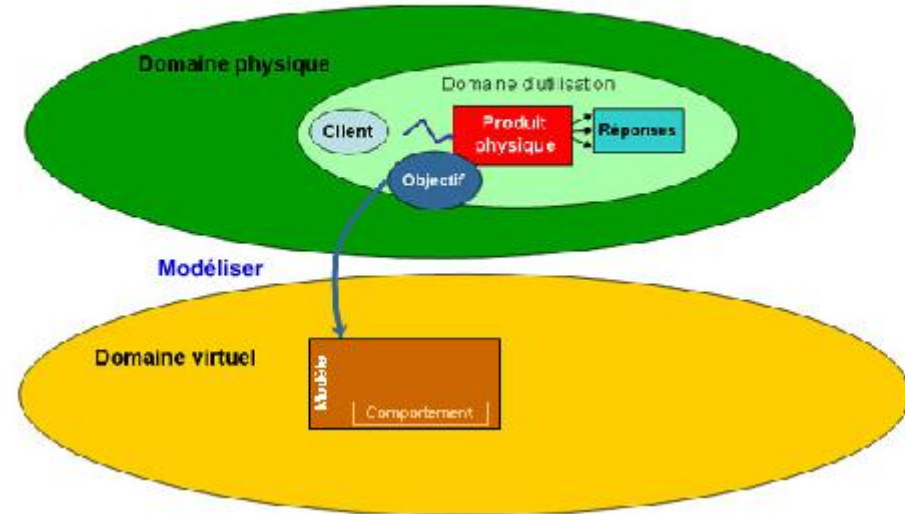 Domaine physique
Domaine d'utilisation
Client
Produit
physique
Réponses
Objectif
Modéliser
Domaine virtuel
Modèle
Comportement